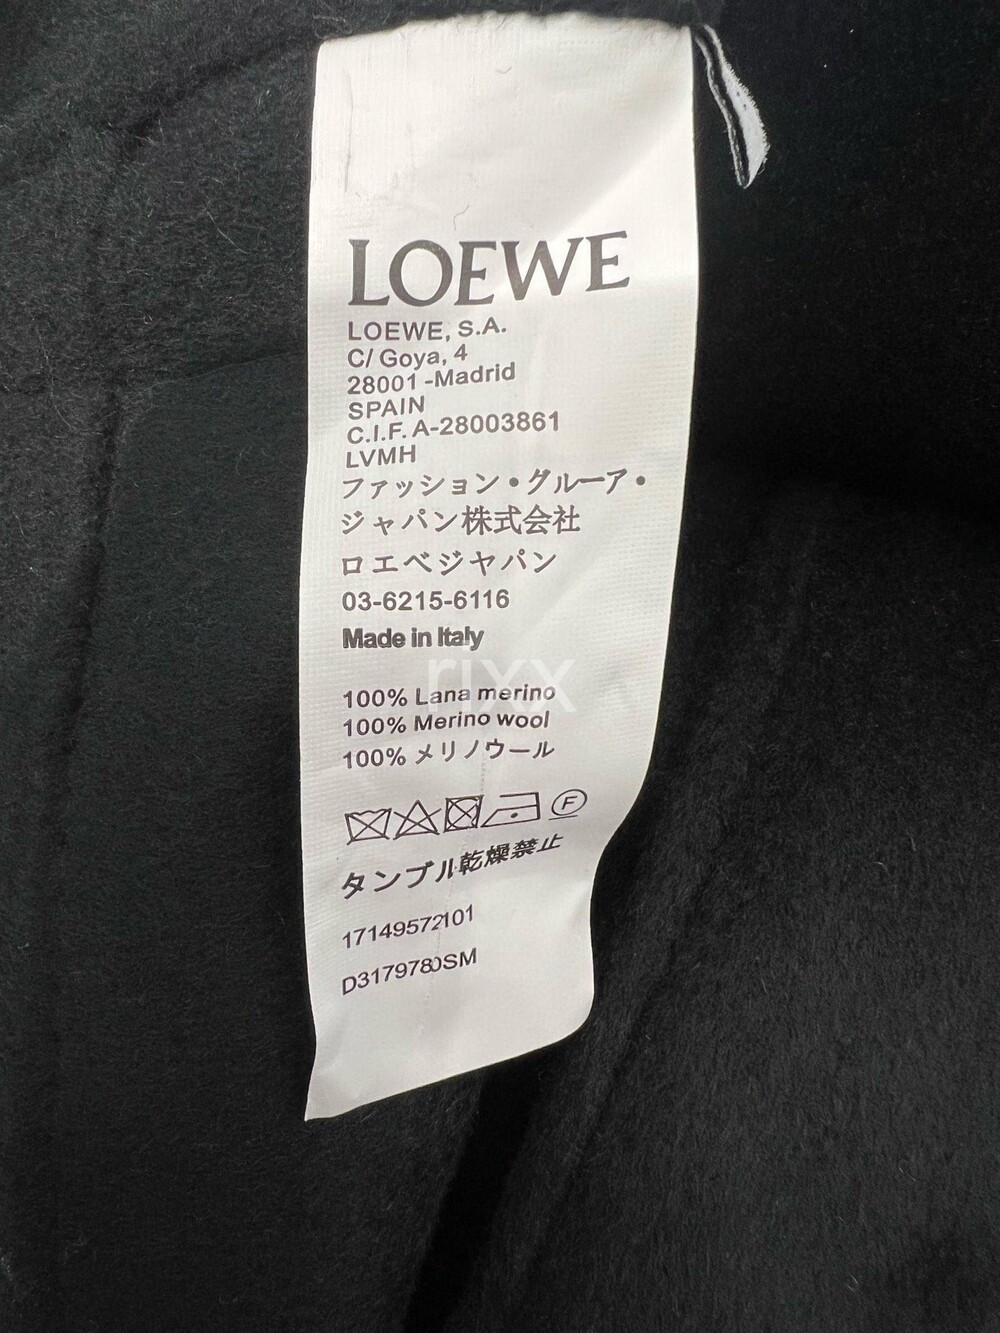 LOEWE
LOEWE, S.A.
C/ Goya, 4
28001 -Madrid
SPAIN
C.I.F. A-28003861
LVMH
ファッション・グルーア・
ジャパン株式会社
ロエベジャパン
03-6215-6116
Made in Italy
rixx
100% Lana merino
100% Merino wool
100% メリノウール
F
タンブル乾燥禁止
17149572101
D3179780SM